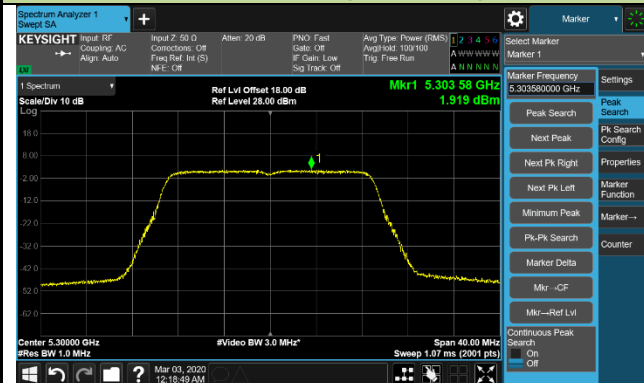 Spectrum Analyzer 1
Swept SA
+
Marker
KEYSIGHT Input: RF
Coupling: AC
Align: Auto
Input Z: 50 Ω
Corrections: Off
Freq Ref: Int (S)
NFE: Off
Atten: 20 dB
PNO: Fast
Gate: Off
IF Gain: Low
Sig Track: Off
Avg Type: Power (RMS)
Avg|Hold: 100/100
Trig: Free Run
1 2 3 4 5 6
A W W W W W
A N N N N N
LXI
Select Marker
Marker 1
1 Spectrum
Scale/Div 10 dB
Log
Ref Lvl Offset 18.00 dB
Ref Level 28.00 dBm
Mkr1 5.303 58 GHz
1.919 dBm
Marker Frequency
5.303580000 GHz
Peak Search
Next Peak
Next Pk Right
Next Pk Left
Minimum Peak
Pk-Pk Search
Marker Delta
Mkr→CF
Mkr→Ref Lvl
Continuous Peak
Search
On
Off
Settings
Peak
Search
Pk Search
Config
Properties
Marker
Function
Marker→
Counter
18.0
8.00
-2.00
-12.0
-22.0
-32.0
-42.0
-52.0
-62.0
1
Center 5.30000 GHz
#Res BW 1.0 MHz
#Video BW 3.0 MHz*
Span 40.00 MHz
Sweep 1.07 ms (2001 pts)
?
Mar 03, 2020
12:18:49 AM